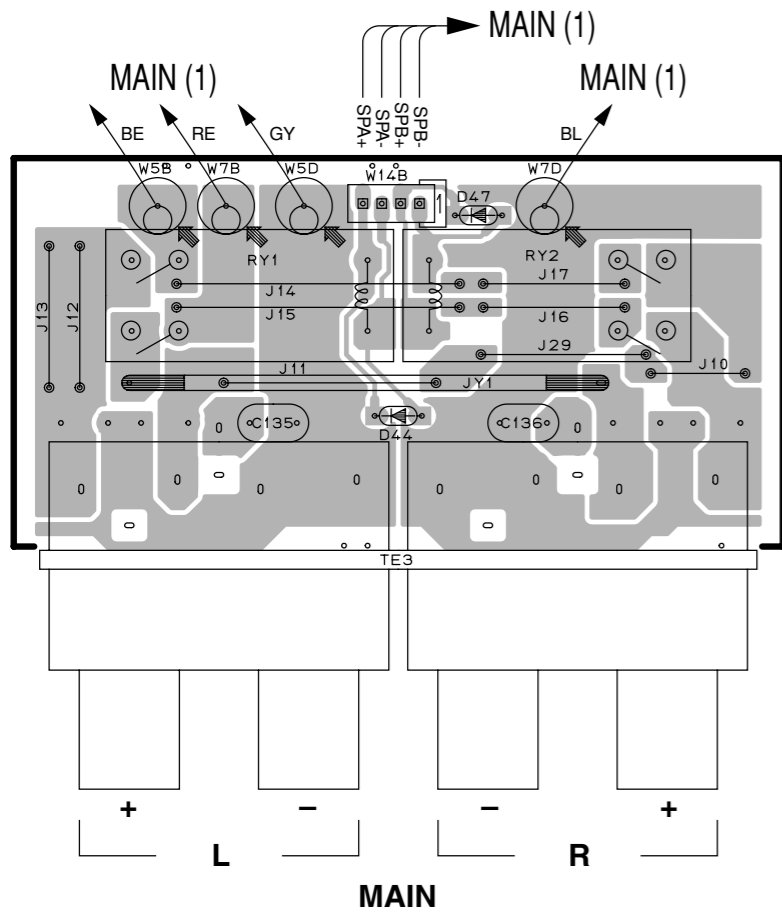 MAIN (1)
MAIN (1)
MAIN (1)
SPA+
SPA-
SPB+
SPB-
BE
RE
GY
BL
W5B
W7B
W5D
W14B
W7D
D47
1
RY1
RY2
J13
J12
J14
J17
J15
J16
J29
J11
JY1
J10
C135
D44
C136
TE3
+
−
−
+
L
R
MAIN